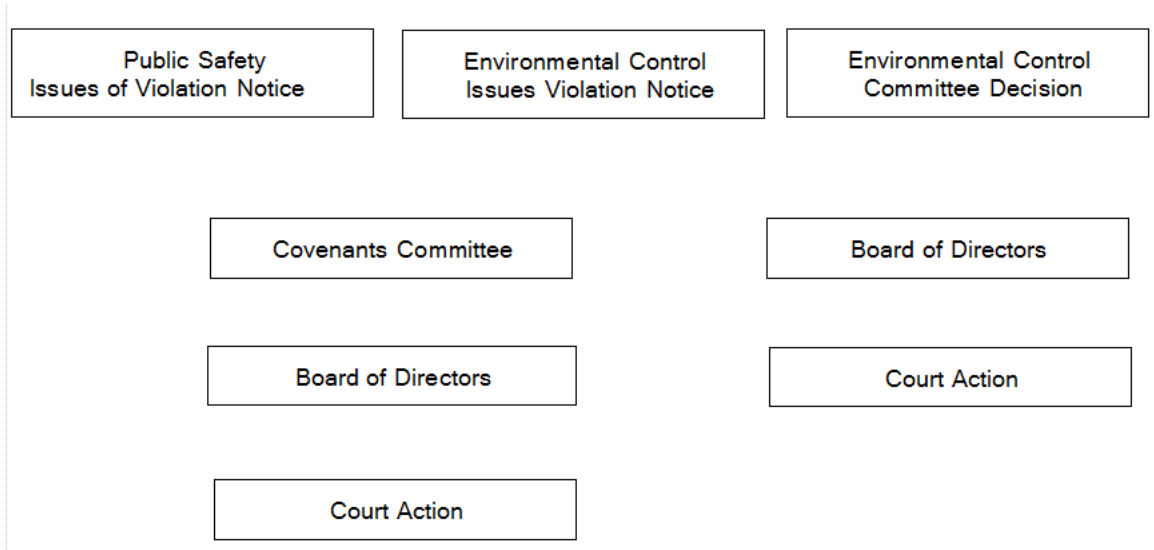 Public Safety
Issues of Violation Notice
Environmental Control
Issues Violation Notice
Environmental Control
Committee Decision
Covenants Committee
Board of Directors
Board of Directors
Court Action
Court Action